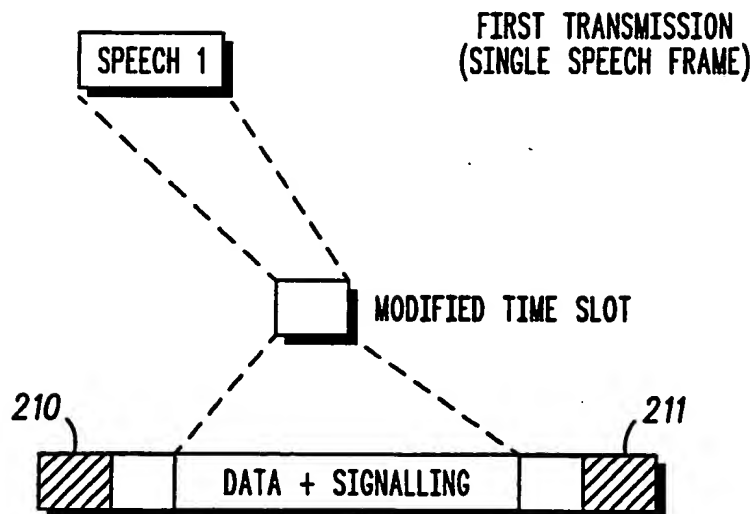 FIRST TRANSMISSION
(SINGLE SPEECH FRAME)
SPEECH 1
MODIFIED TIME SLOT
210
211
DATA + SIGNALLING